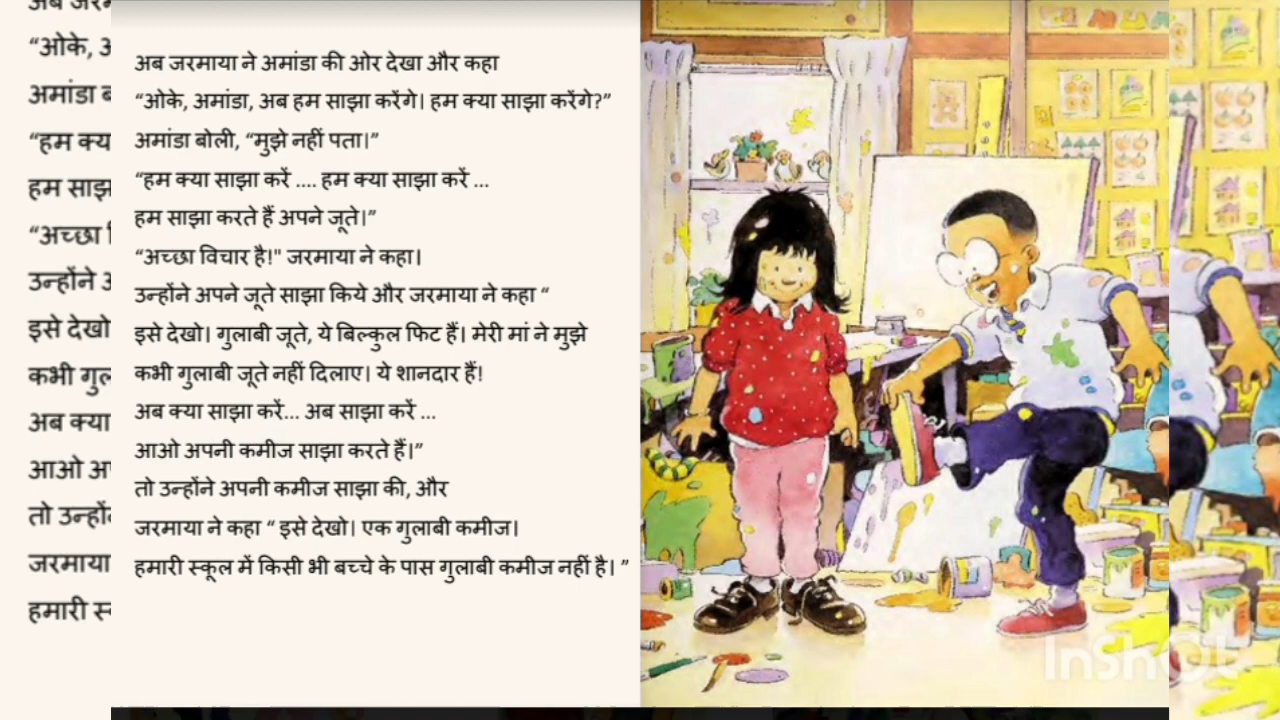 अब जरमाया ने अमांडा की ओर देखा और कहा
“ओके, अमांडा, अब हम साझा करेंगे। हम क्या साझा करेंगे?”
अमांडा बोली, “मुझे नहीं पता।”
“हम क्या साझा करें .... हम क्या साझा करें ...
हम साझा करते हैं अपने जूते।”
“अच्छा विचार है!" जरमाया ने कहा।
उन्होंने अपने जूते साझा किये और जरमाया ने कहा “
इसे देखो। गुलाबी जूते, ये बिल्कुल फिट हैं। मेरी मां ने मुझे
कभी गुलाबी जूते नहीं दिलाए। ये शानदार हैं!
अब क्या साझा करें... अब साझा करें ...
आओ अपनी कमीज साझा करते हैं।”
तो उन्होंने अपनी कमीज साझा की, और
जरमाया ने कहा “ इसे देखो। एक गुलाबी कमीज।
हमारी स्कूल में किसी भी बच्चे के पास गुलाबी कमीज नहीं है। ”
InShOt